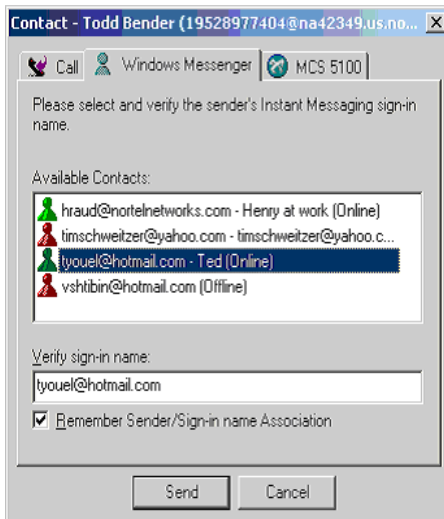 Contact - Todd Bender (19528977404@na42349.us.no...
Call Windows Messenger MCS 5100
Please select and verify the sender's Instant Messaging sign-in
name.
Available Contacts:
hraud@nortelnetworks.com - Henry at work (Online)
timschweitzer@yahoo.com - timschweitzer@yahoo.c...
tyouel@hotmail.com - Ted (Online)
vshtibin@hotmail.com (Offline)
Verify sign-in name:
tyouel@hotmail.com
Remember Sender/Sign-in name Association
Send Cancel